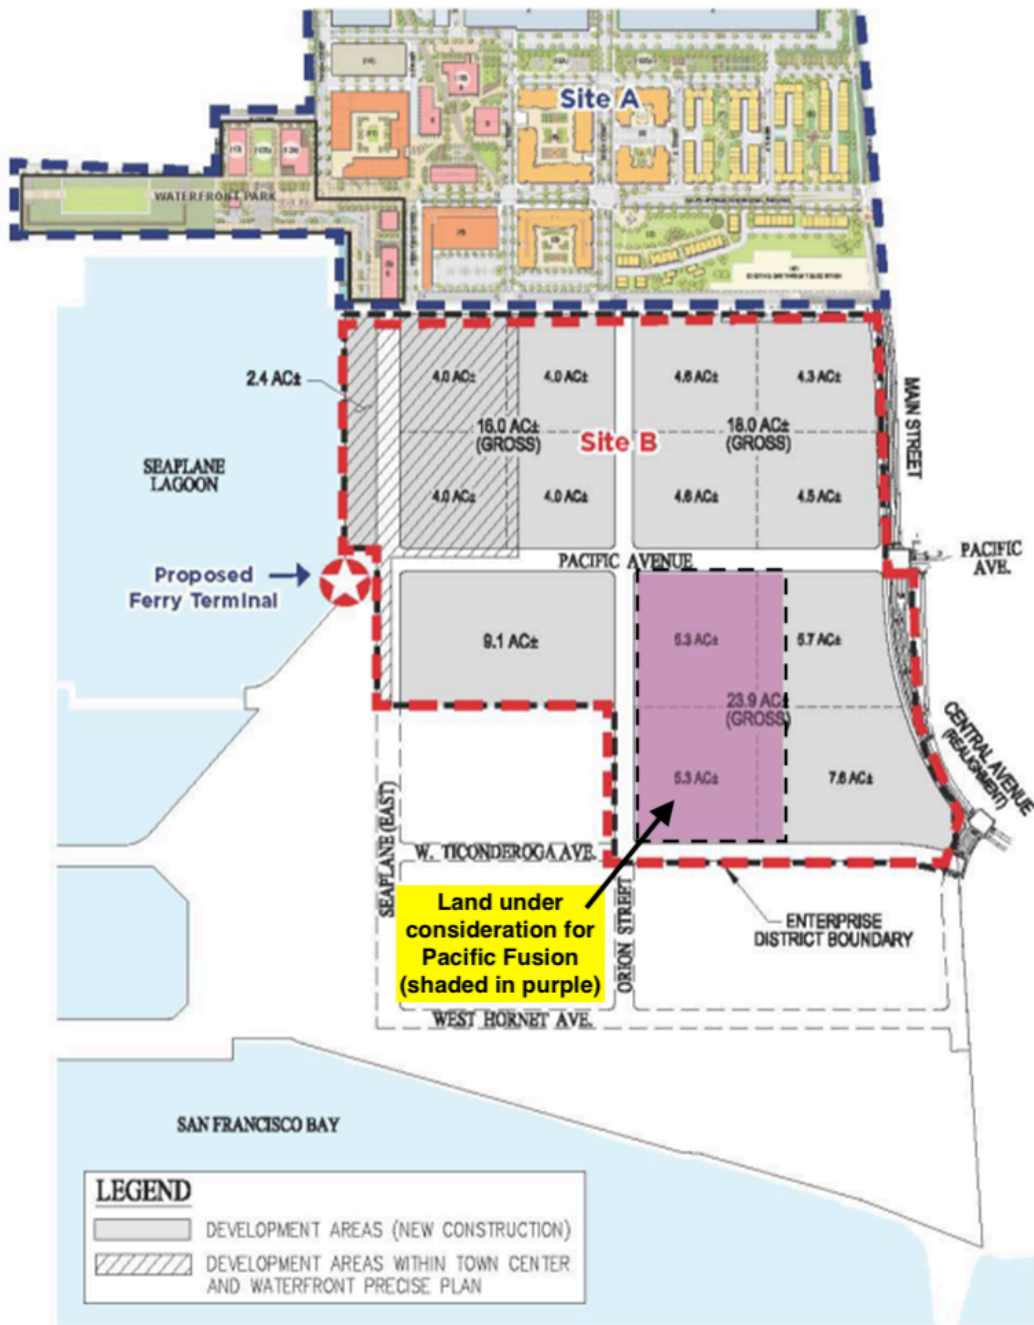 Site A
WATERFRONT PARK
2.4 AC±
4.0 AC±
4.0 AC±
4.6 AC±
4.3 AC±
16.0 AC±
(GROSS)
Site B
18.0 AC±
(GROSS)
4.0 AC±
4.0 AC±
4.6 AC±
4.5 AC±
MAIN STREET
SEAPLANE
LAGOON
PACIFIC AVENUE
PACIFIC
AVE.
Proposed
Ferry Terminal
9.1 AC±
5.3 AC±
5.7 AC±
23.9 AC±
(GROSS)
5.3 AC±
7.6 AC±
CENTRAL AVENUE
(REALIGNMENT)
SEAPLANE (EAST)
W. TICONDEROGA AVE.
ORION STREET
Land under
consideration for
Pacific Fusion
(shaded in purple)
ENTERPRISE
DISTRICT BOUNDARY
WEST HORNET AVE.
SAN FRANCISCO BAY
LEGEND
DEVELOPMENT AREAS (NEW CONSTRUCTION)
DEVELOPMENT AREAS WITHIN TOWN CENTER
AND WATERFRONT PRECISE PLAN